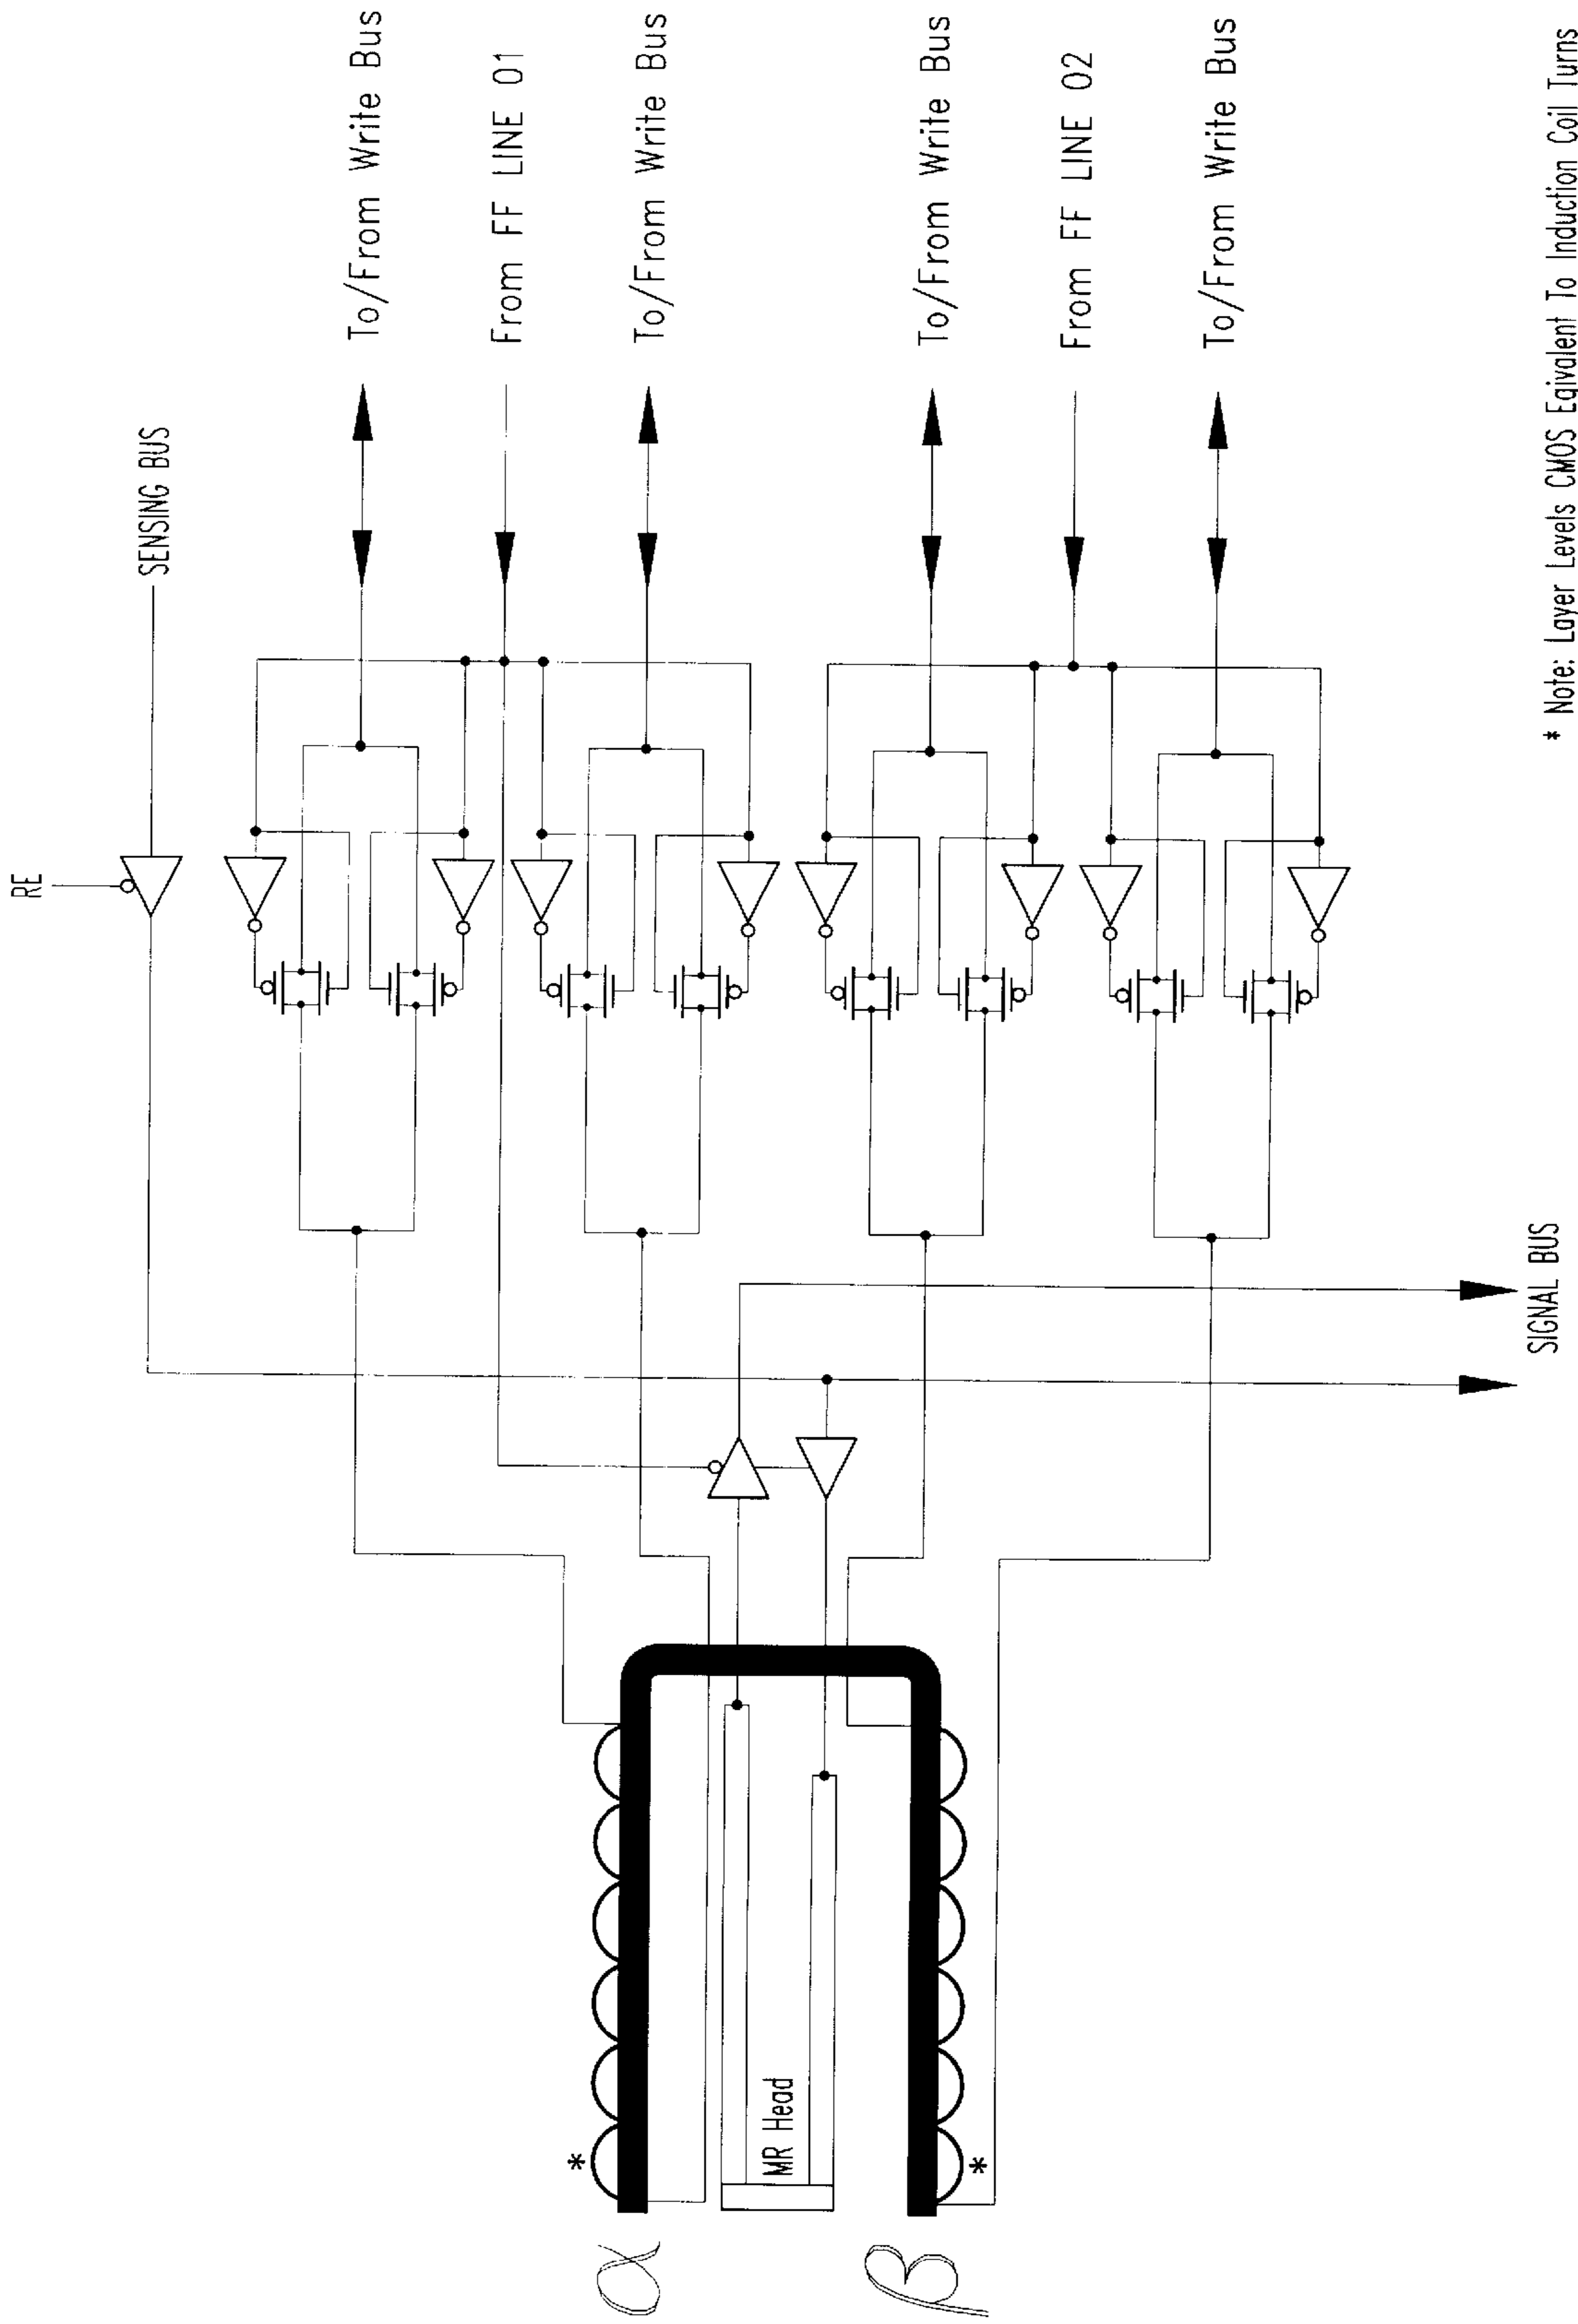 RE
SENSING BUS
To/From Write Bus
From FF LINE 01
To/From Write Bus
To/From Write Bus
From FF LINE 02
To/From Write Bus
SIGNAL BUS
α
*
MR Head
*
β
* Note: Layer Levels CMOS Eqivalent To Induction Coil Turns